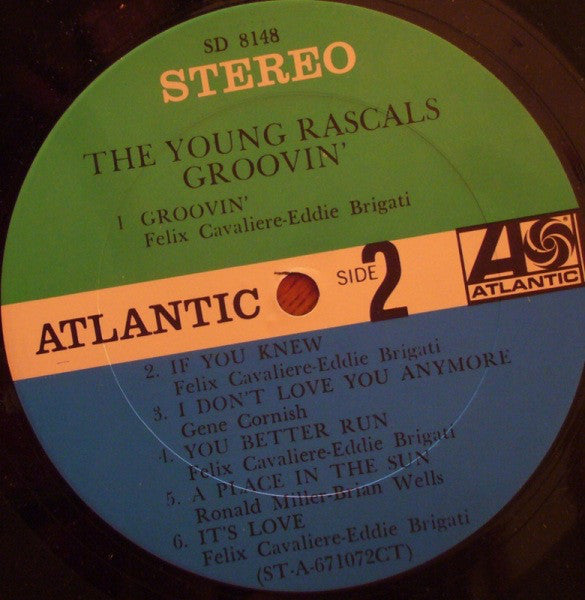 SD 8148
STEREO
THE YOUNG RASCALS
GROOVIN'
1 GROOVIN'
Felix Cavaliere-Eddie Brigati
ATLANTIC
SIDE 2
ATLANTIC
2. IF YOU KNEW
Felix Cavaliere-Eddie Brigati
3. I DON'T LOVE YOU ANYMORE
Gene Cornish
4. YOU BETTER RUN
Felix Cavaliere-Eddie Brigati
5. A PLACE IN THE SUN
Ronald Miller-Brian Wells
6. IT'S LOVE
Felix Cavaliere-Eddie Brigati
(ST-A-671072CT)